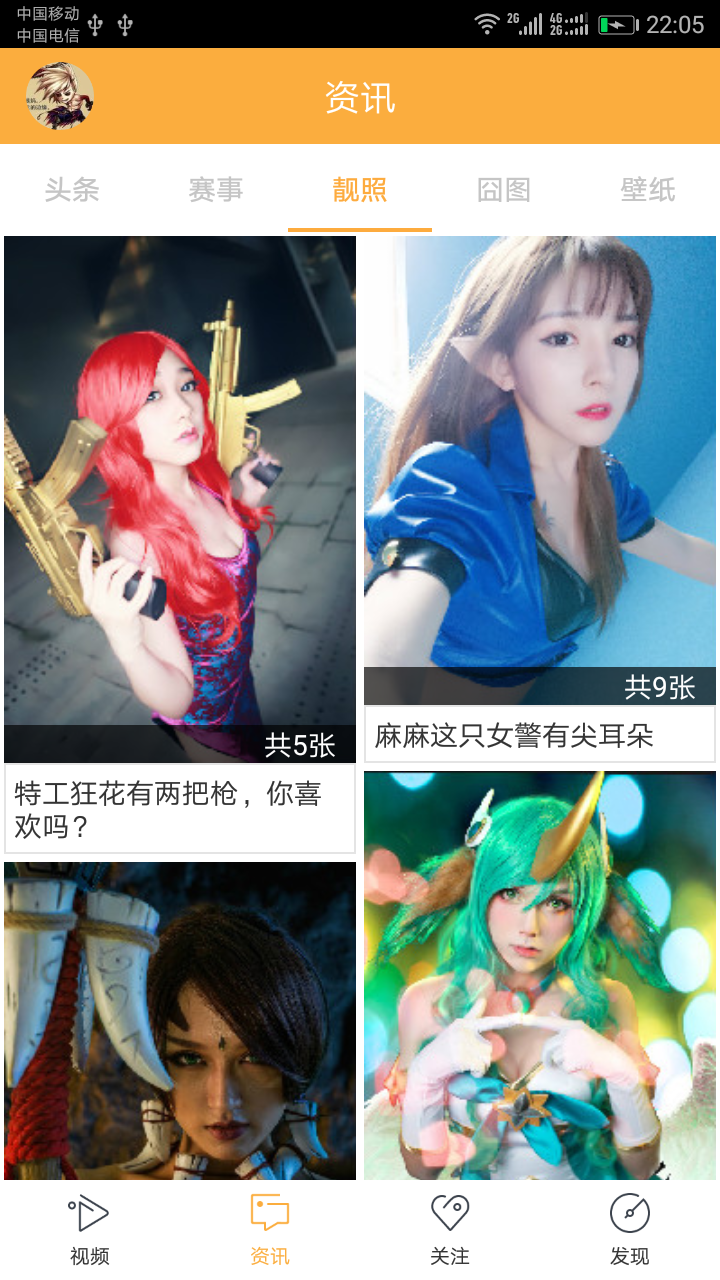 中国移动
中国电信
2G
4G
2G
22:05
资讯
头条
赛事
靓照
囧图
壁纸
共5张
特工狂花有两把枪，你喜
欢吗？
共9张
麻麻这只女警有尖耳朵
视频
资讯
关注
发现